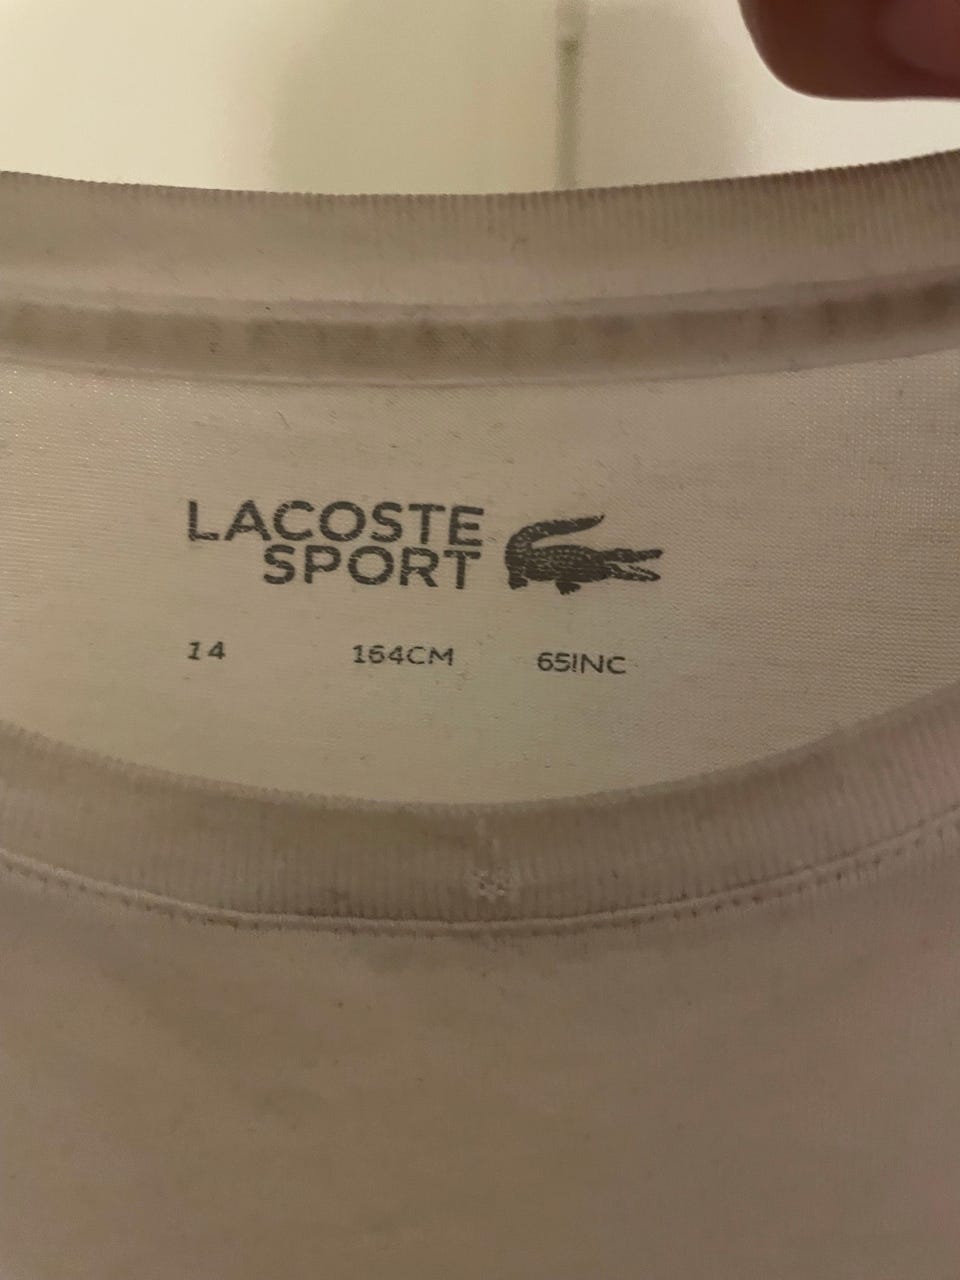 LACOSTE
SPORT
14 164CM 65INC